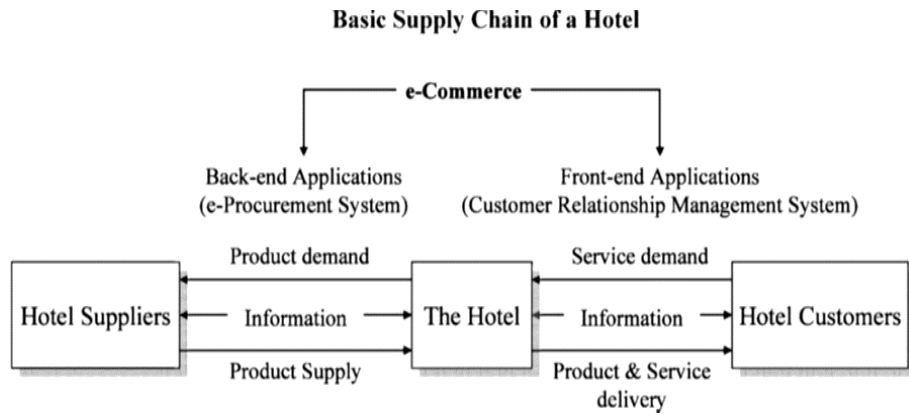 Basic Supply Chain of a Hotel
e-Commerce
Back-end Applications
(e-Procurement System)
Front-end Applications
(Customer Relationship Management System)
Product demand
Service demand
Hotel Suppliers
Information
The Hotel
Information
Hotel Customers
Product Supply
Product & Service
delivery